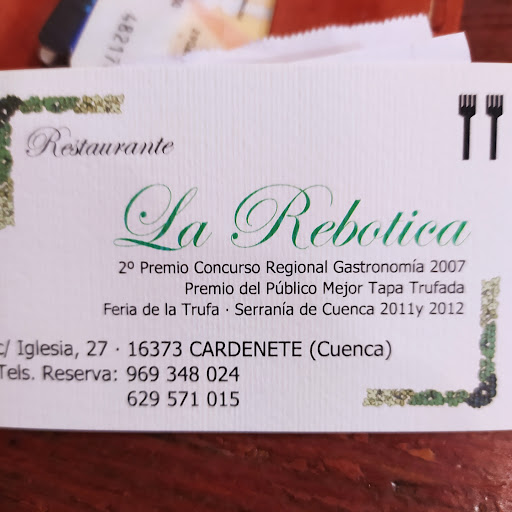 48217
Restaurante
La Rebotica
2º Premio Concurso Regional Gastronomía 2007
Premio del Público Mejor Tapa Trufada
Feria de la Trufa · Serranía de Cuenca 2011y 2012
c/ Iglesia, 27 · 16373 CARDENETE (Cuenca)
Tels. Reserva: 969 348 024
629 571 015